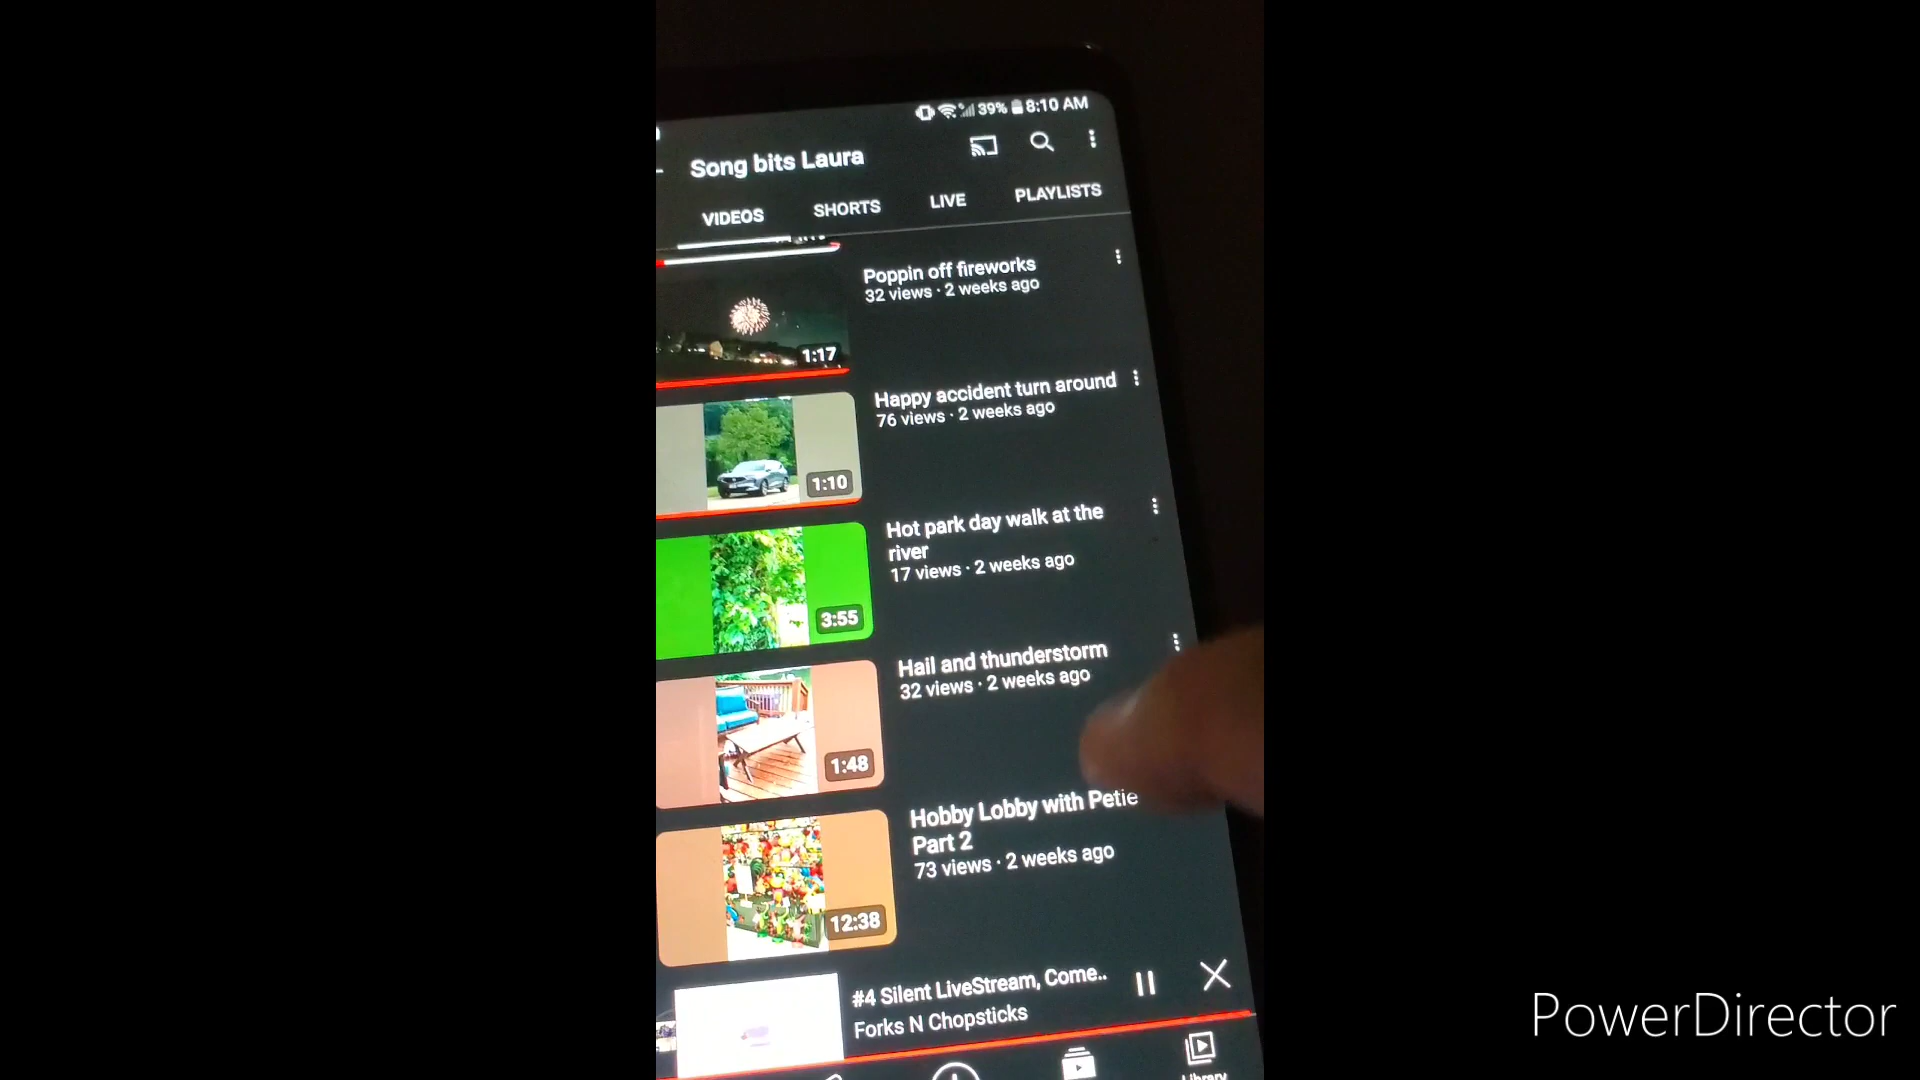 39% 8:10 AM
Song bits Laura
VIDEOS SHORTS LIVE PLAYLISTS
Poppin off fireworks
32 views · 2 weeks ago
1:17
Happy accident turn around
76 views · 2 weeks ago
1:10
Hot park day walk at the
river
17 views · 2 weeks ago
3:55
Hail and thunderstorm
32 views · 2 weeks ago
1:48
Hobby Lobby with Petie
Part 2
73 views · 2 weeks ago
12:38
#4 Silent LiveStream, Come..
Forks N Chopsticks
Library
PowerDirector